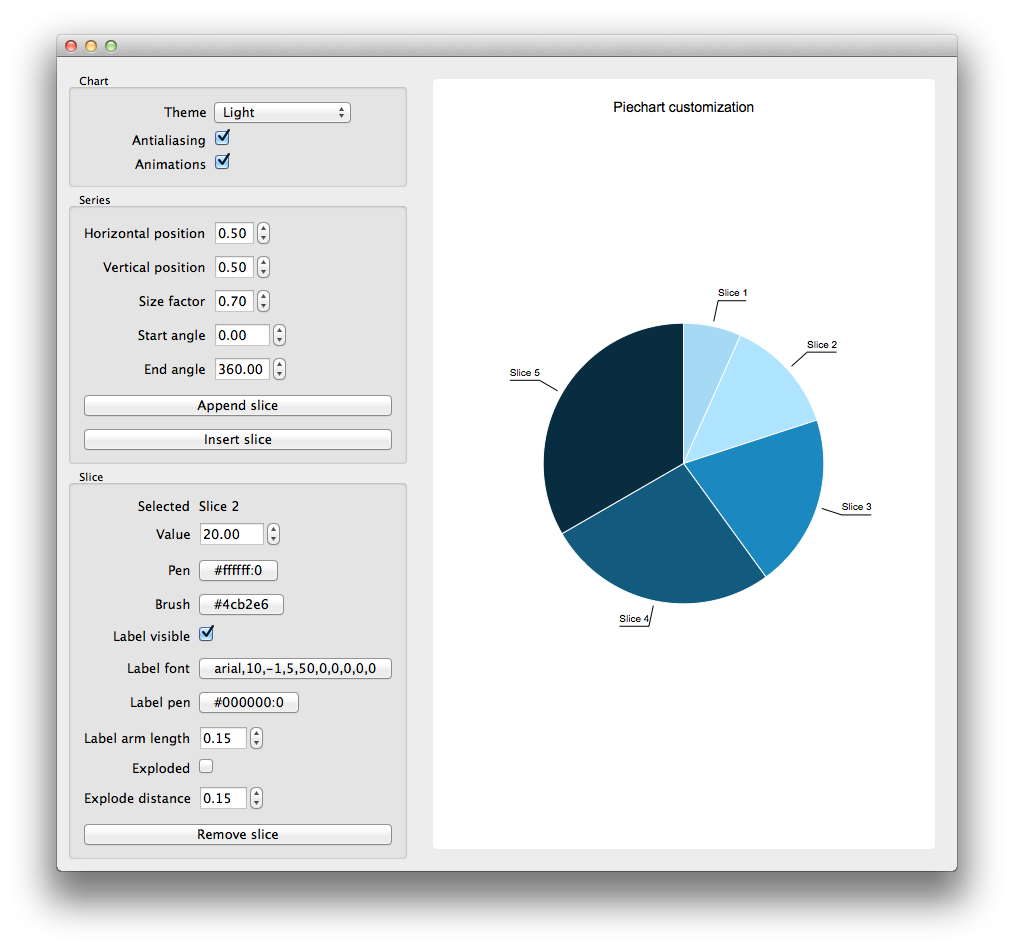 Chart
Theme Light
Antialiasing
Animations
Series
Horizontal position 0.50
Vertical position 0.50
Size factor 0.70
Start angle 0.00
End angle 360.00
Append slice
Insert slice
Slice
Selected Slice 2
Value 20.00
Pen #ffffff:0
Brush #4cb2e6
Label visible
Label font arial,10,-1,5,50,0,0,0,0,0
Label pen #000000:0
Label arm length 0.15
Exploded
Explode distance 0.15
Remove slice
Piechart customization
Slice 1
Slice 2
Slice 5
Slice 3
Slice 4